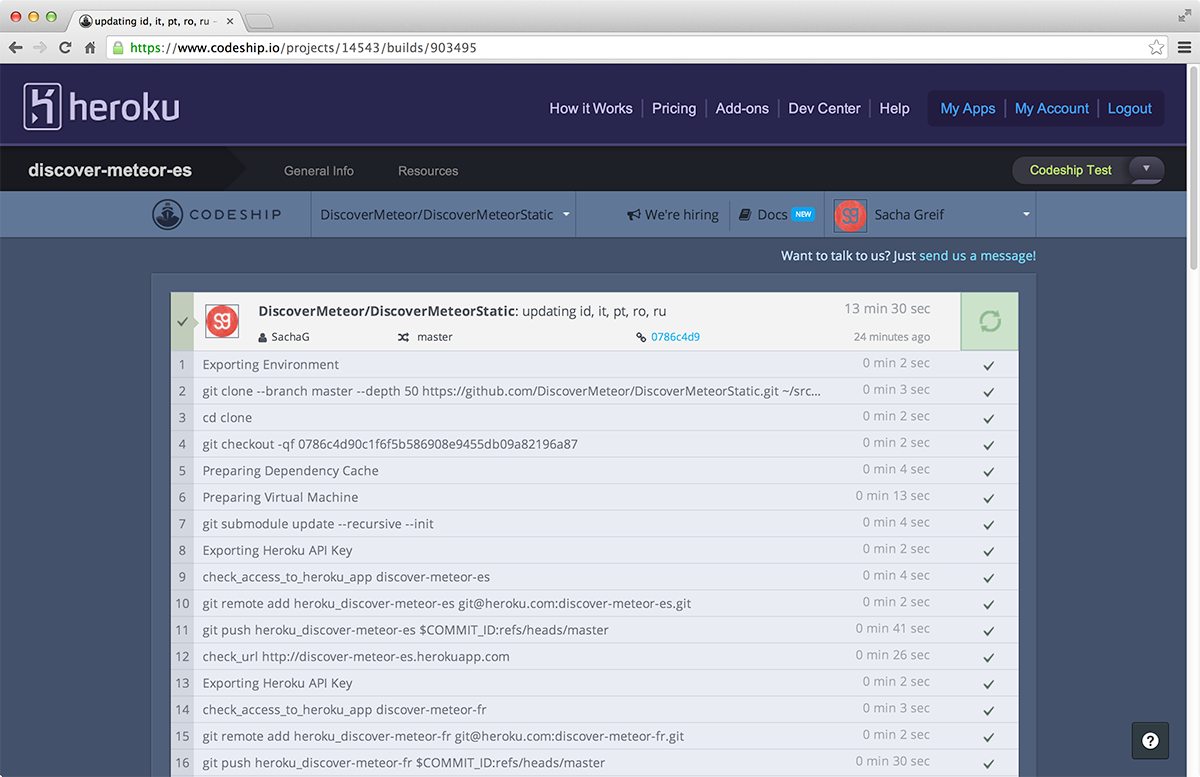 updating id, it, pt, ro, ru -
https://www.codeship.io/projects/14543/builds/903495
heroku
How it Works
Pricing
Add-ons
Dev Center
Help
My Apps
My Account
Logout
discover-meteor-es
General Info
Resources
Codeship Test
CODESHIP
DiscoverMeteor/DiscoverMeteorStatic
We're hiring
Docs NEW
sg
Sacha Greif
Want to talk to us? Just send us a message!
sg
DiscoverMeteor/DiscoverMeteorStatic: updating id, it, pt, ro, ru
13 min 30 sec
SachaG
master
0786c4d9
24 minutes ago
1 Exporting Environment 0 min 2 sec
2 git clone --branch master --depth 50 https://github.com/DiscoverMeteor/DiscoverMeteorStatic.git ~/src... 0 min 3 sec
3 cd clone 0 min 2 sec
4 git checkout -qf 0786c4d90c1f6f5b586908e9455db09a82196a87 0 min 2 sec
5 Preparing Dependency Cache 0 min 4 sec
6 Preparing Virtual Machine 0 min 13 sec
7 git submodule update --recursive --init 0 min 4 sec
8 Exporting Heroku API Key 0 min 2 sec
9 check_access_to_heroku_app discover-meteor-es 0 min 4 sec
10 git remote add heroku_discover-meteor-es git@heroku.com:discover-meteor-es.git 0 min 2 sec
11 git push heroku_discover-meteor-es $COMMIT_ID:refs/heads/master 0 min 41 sec
12 check_url http://discover-meteor-es.herokuapp.com 0 min 26 sec
13 Exporting Heroku API Key 0 min 2 sec
14 check_access_to_heroku_app discover-meteor-fr 0 min 3 sec
15 git remote add heroku_discover-meteor-fr git@heroku.com:discover-meteor-fr.git 0 min 2 sec
16 git push heroku_discover-meteor-fr $COMMIT_ID:refs/heads/master 0 min 30 sec
?